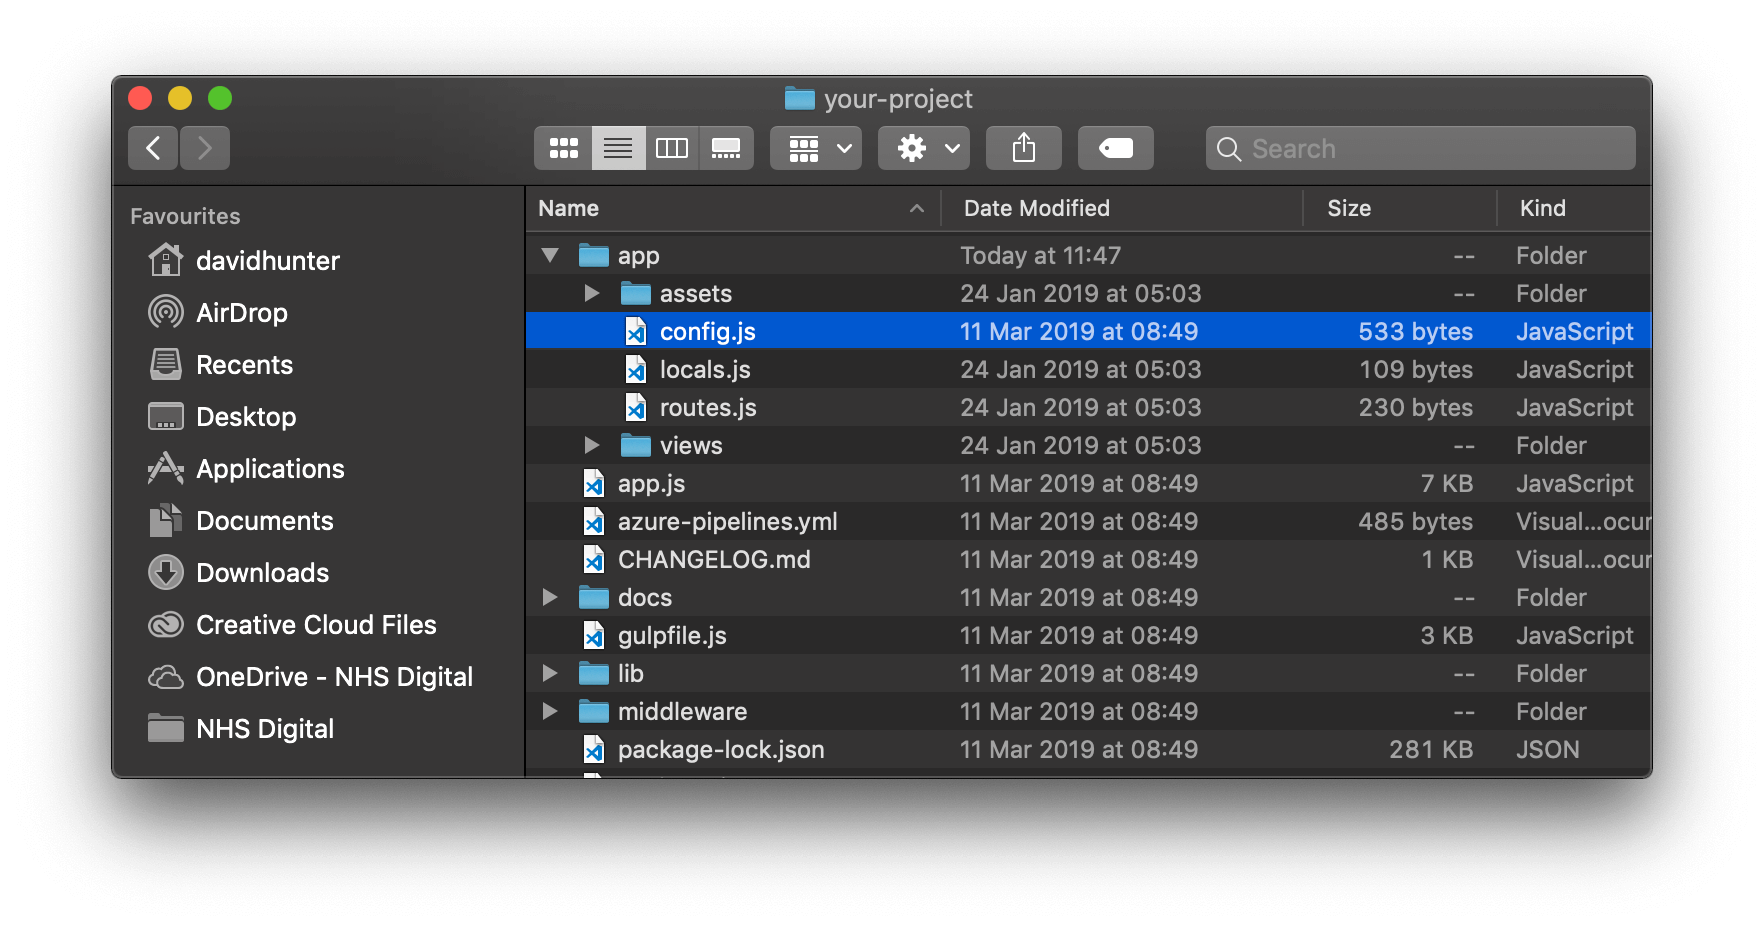 your-project
Search
Favourites
davidhunter
AirDrop
Recents
Desktop
Applications
Documents
Downloads
Creative Cloud Files
OneDrive - NHS Digital
NHS Digital
Name Date Modified Size Kind
app Today at 11:47 -- Folder
assets 24 Jan 2019 at 05:03 -- Folder
config.js 11 Mar 2019 at 08:49 533 bytes JavaScript
locals.js 24 Jan 2019 at 05:03 109 bytes JavaScript
routes.js 24 Jan 2019 at 05:03 230 bytes JavaScript
views 24 Jan 2019 at 05:03 -- Folder
app.js 11 Mar 2019 at 08:49 7 KB JavaScript
azure-pipelines.yml 11 Mar 2019 at 08:49 485 bytes Visual...ocur
CHANGELOG.md 11 Mar 2019 at 08:49 1 KB Visual...ocur
docs 11 Mar 2019 at 08:49 -- Folder
gulpfile.js 11 Mar 2019 at 08:49 3 KB JavaScript
lib 11 Mar 2019 at 08:49 -- Folder
middleware 11 Mar 2019 at 08:49 -- Folder
package-lock.json 11 Mar 2019 at 08:49 281 KB JSON